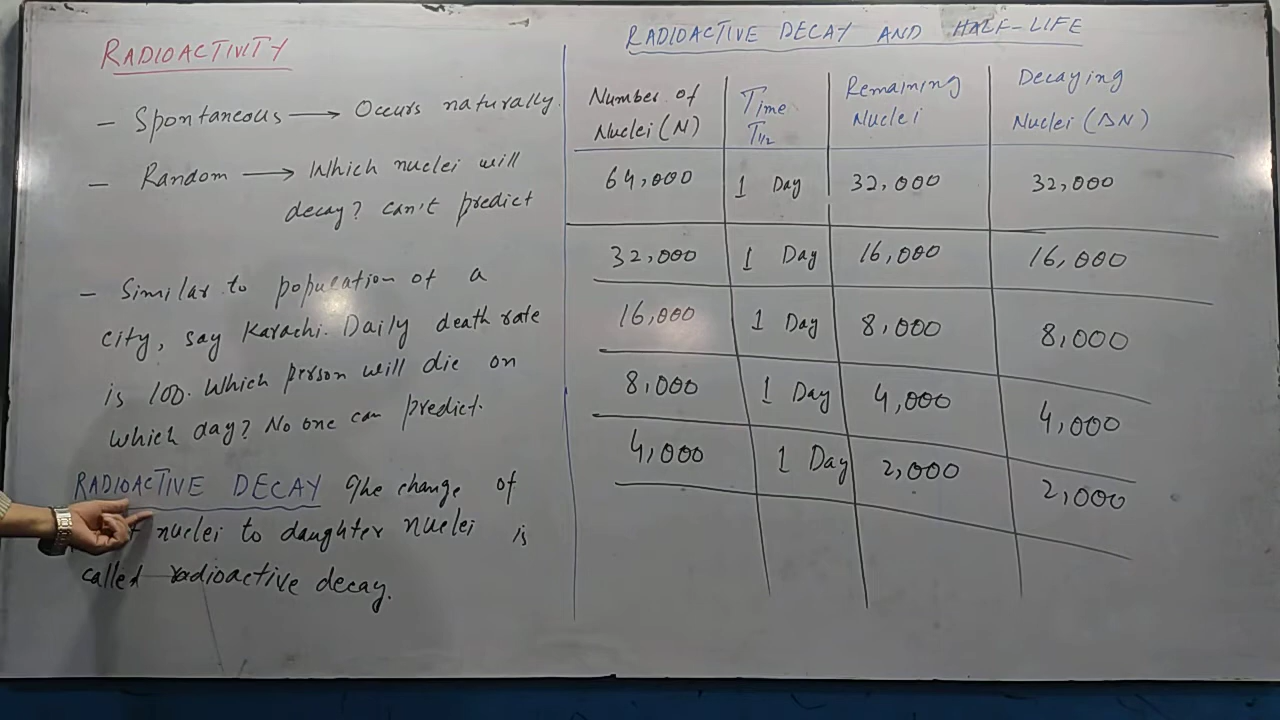 RADIOACTIVITY
- Spontaneous → Occurs naturally.
- Random → Which nuclei will
decay? can't predict
- Similar to population of a
city, say Karachi. Daily death rate
is 100. Which person will die on
which day? No one can predict.
RADIOACTIVE DECAY The change of
nuclei to daughter nuclei is
called radioactive decay.
RADIOACTIVE DECAY AND HALF-LIFE
Number of Nuclei (N) | Time T1/2 | Remaining Nuclei | Decaying Nuclei (ΔN)
64,000 | 1 Day | 32,000 | 32,000
32,000 | 1 Day | 16,000 | 16,000
16,000 | 1 Day | 8,000 | 8,000
8,000 | 1 Day | 4,000 | 4,000
4,000 | 1 Day | 2,000 | 2,000